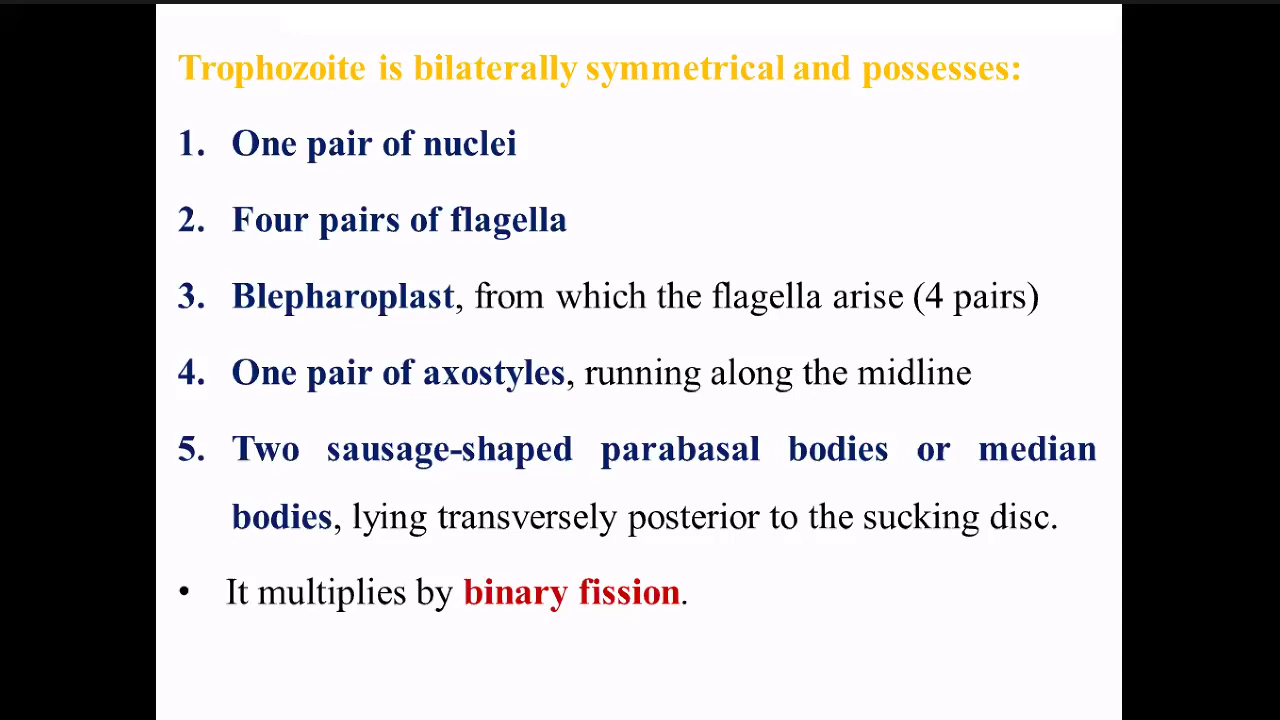 Trophozoite is bilaterally symmetrical and possesses:
1. One pair of nuclei
2. Four pairs of flagella
3. Blepharoplast, from which the flagella arise (4 pairs)
4. One pair of axostyles, running along the midline
5. Two sausage-shaped parabasal bodies or median
bodies, lying transversely posterior to the sucking disc.
• It multiplies by binary fission.